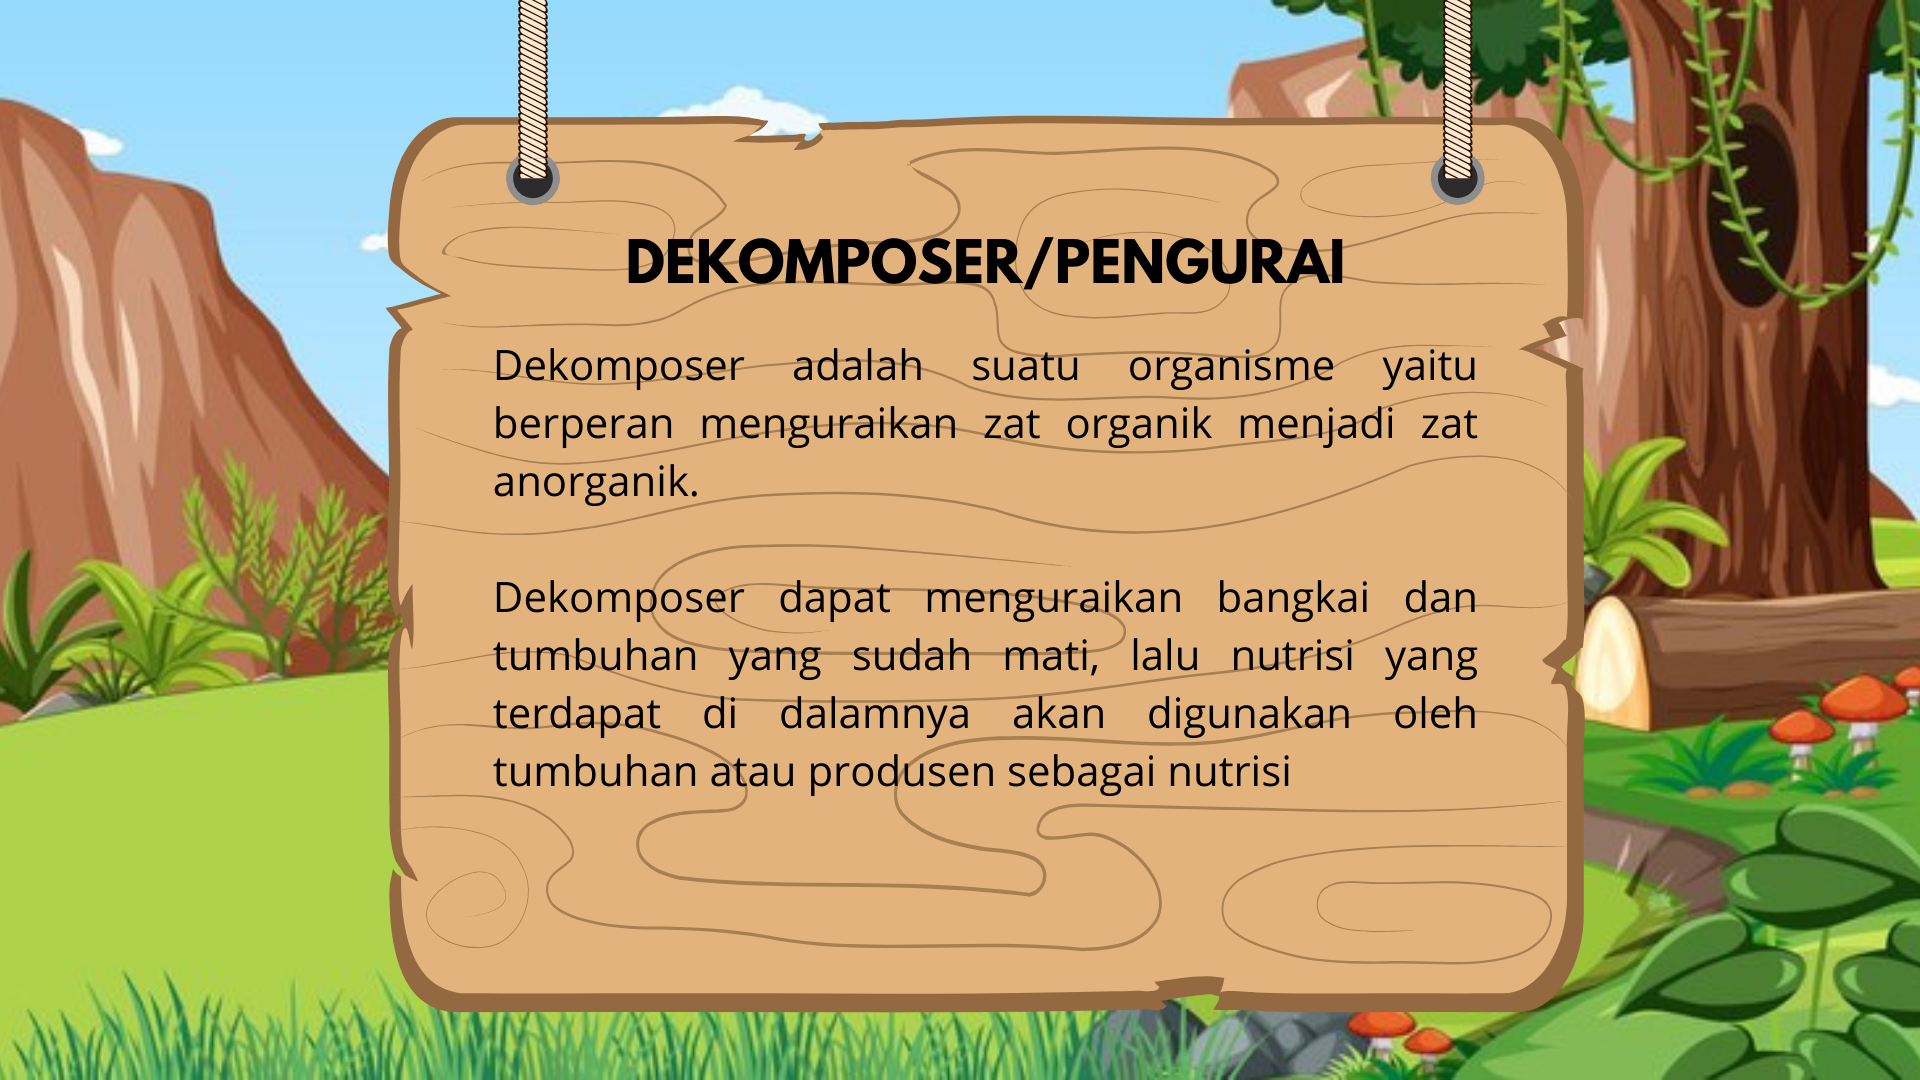 DEKOMPOSER/PENGURAI
Dekomposer adalah suatu organisme yaitu
berperan menguraikan zat organik menjadi zat
anorganik.
Dekomposer dapat menguraikan bangkai dan
tumbuhan yang sudah mati, lalu nutrisi yang
terdapat di dalamnya akan digunakan oleh
tumbuhan atau produsen sebagai nutrisi